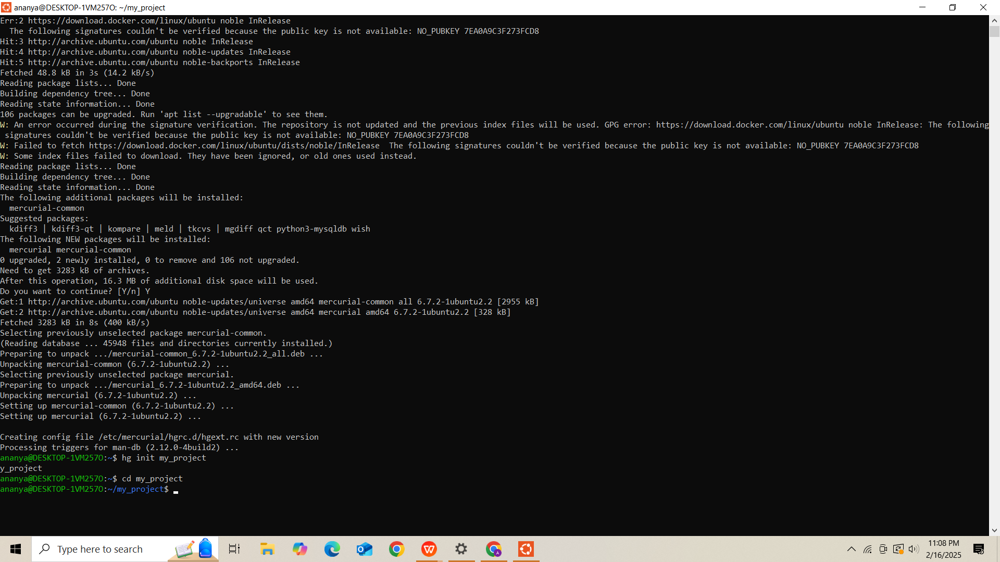 ananya@DESKTOP-1VM257O: ~/my_project
Err:2 https://download.docker.com/linux/ubuntu noble InRelease
  The following signatures couldn't be verified because the public key is not available: NO_PUBKEY 7EA0A9C3F273FCD8
Hit:3 http://archive.ubuntu.com/ubuntu noble InRelease
Hit:4 http://archive.ubuntu.com/ubuntu noble-updates InRelease
Hit:5 http://archive.ubuntu.com/ubuntu noble-backports InRelease
Fetched 48.8 kB in 3s (14.2 kB/s)
Reading package lists... Done
Building dependency tree... Done
Reading state information... Done
106 packages can be upgraded. Run 'apt list --upgradable' to see them.
W: An error occurred during the signature verification. The repository is not updated and the previous index files will be used. GPG error: https://download.docker.com/linux/ubuntu noble InRelease: The following
 signatures couldn't be verified because the public key is not available: NO_PUBKEY 7EA0A9C3F273FCD8
W: Failed to fetch https://download.docker.com/linux/ubuntu/dists/noble/InRelease  The following signatures couldn't be verified because the public key is not available: NO_PUBKEY 7EA0A9C3F273FCD8
W: Some index files failed to download. They have been ignored, or old ones used instead.
Reading package lists... Done
Building dependency tree... Done
Reading state information... Done
The following additional packages will be installed:
  mercurial-common
Suggested packages:
  kdiff3 | kdiff3-qt | kompare | meld | tkcvs | mgdiff qct python3-mysqldb wish
The following NEW packages will be installed:
  mercurial mercurial-common
0 upgraded, 2 newly installed, 0 to remove and 106 not upgraded.
Need to get 3283 kB of archives.
After this operation, 16.3 MB of additional disk space will be used.
Do you want to continue? [Y/n] Y
Get:1 http://archive.ubuntu.com/ubuntu noble-updates/universe amd64 mercurial-common all 6.7.2-1ubuntu2.2 [2955 kB]
Get:2 http://archive.ubuntu.com/ubuntu noble-updates/universe amd64 mercurial amd64 6.7.2-1ubuntu2.2 [328 kB]
Fetched 3283 kB in 8s (400 kB/s)
Selecting previously unselected package mercurial-common.
(Reading database ... 45948 files and directories currently installed.)
Preparing to unpack .../mercurial-common_6.7.2-1ubuntu2.2_all.deb ...
Unpacking mercurial-common (6.7.2-1ubuntu2.2) ...
Selecting previously unselected package mercurial.
Preparing to unpack .../mercurial_6.7.2-1ubuntu2.2_amd64.deb ...
Unpacking mercurial (6.7.2-1ubuntu2.2) ...
Setting up mercurial-common (6.7.2-1ubuntu2.2) ...
Setting up mercurial (6.7.2-1ubuntu2.2) ...

Creating config file /etc/mercurial/hgrc.d/hgext.rc with new version
Processing triggers for man-db (2.12.0-4build2) ...
ananya@DESKTOP-1VM257O:~$ hg init my_project
y_project
ananya@DESKTOP-1VM257O:~$ cd my_project
ananya@DESKTOP-1VM257O:~/my_project$
Type here to search
11:08 PM
2/16/2025